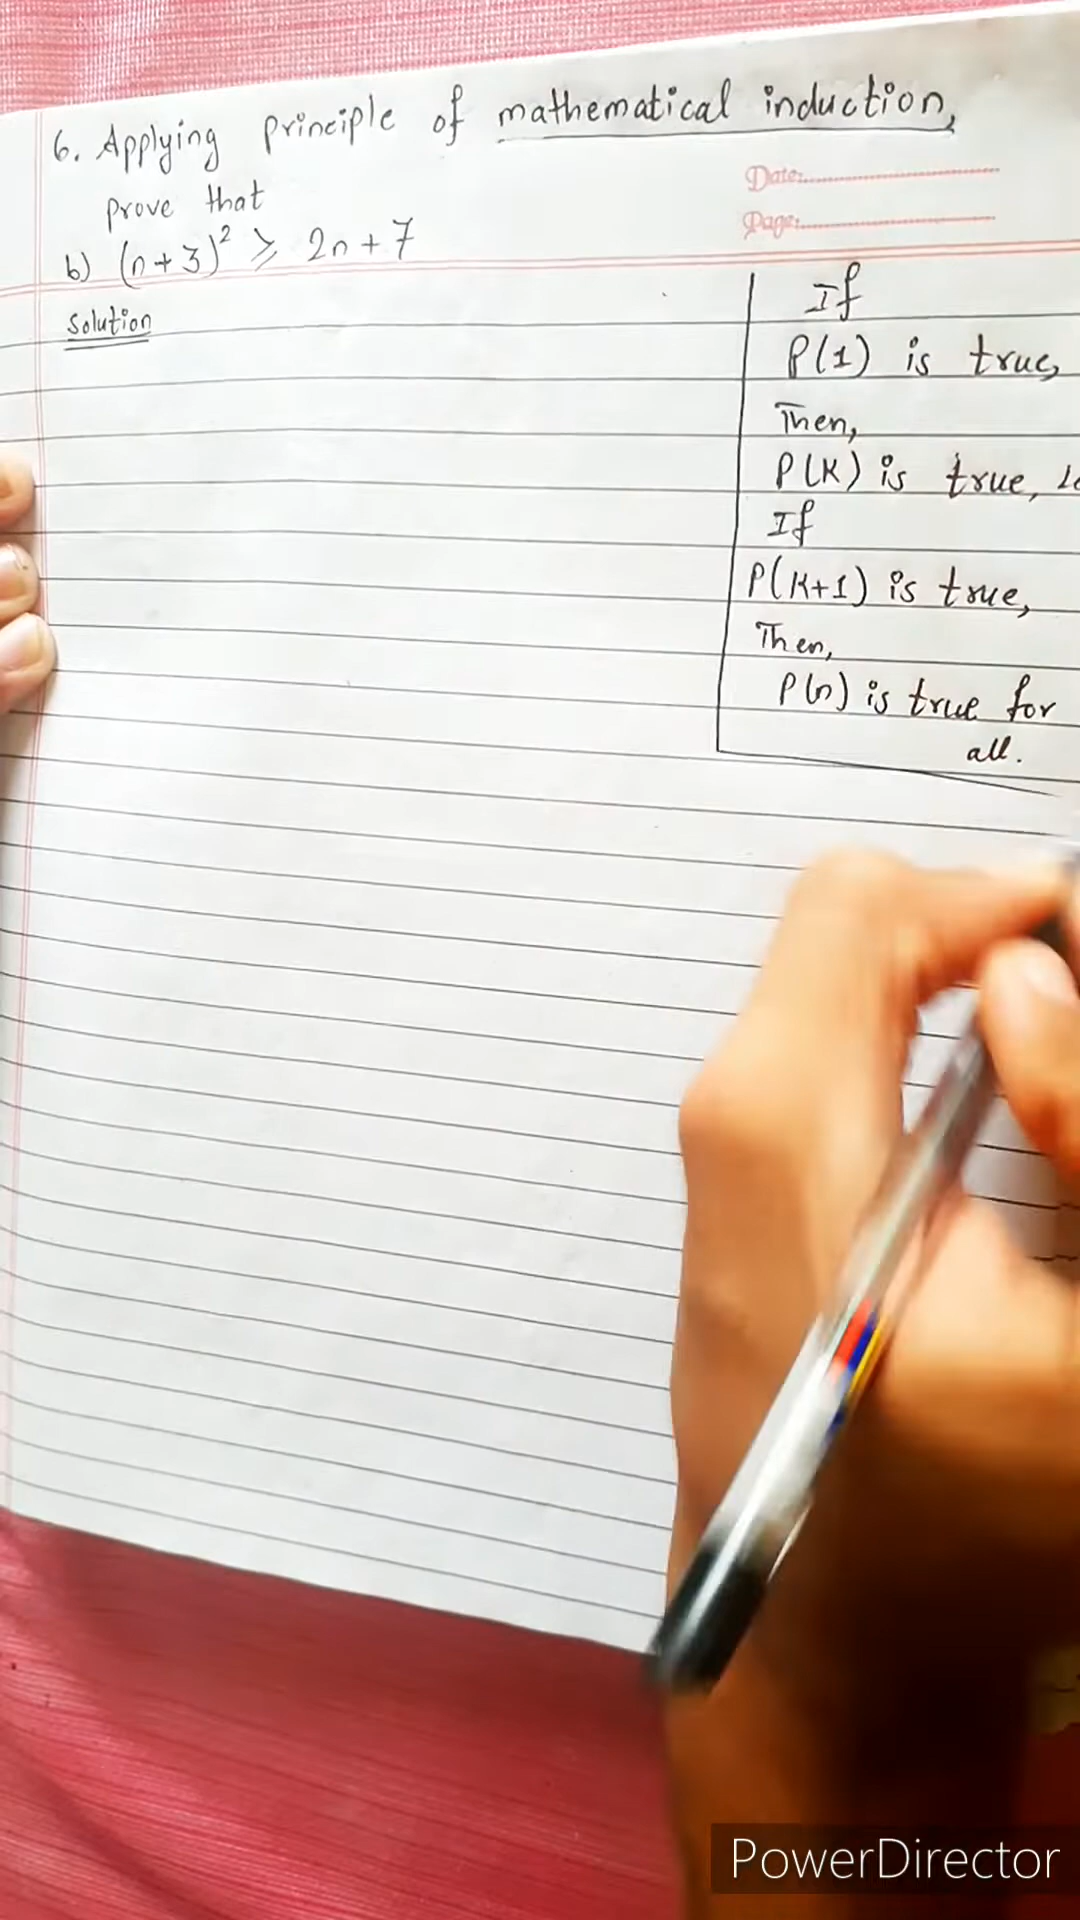 6. Applying principle of mathematical induction,
prove that
Date:
Page:
b) (n+3)² ≥ 2n+7
Solution
If
P(1) is true,
Then,
P(K) is true,
If
P(K+1) is true,
Then,
P(n) is true for
all.
PowerDirector